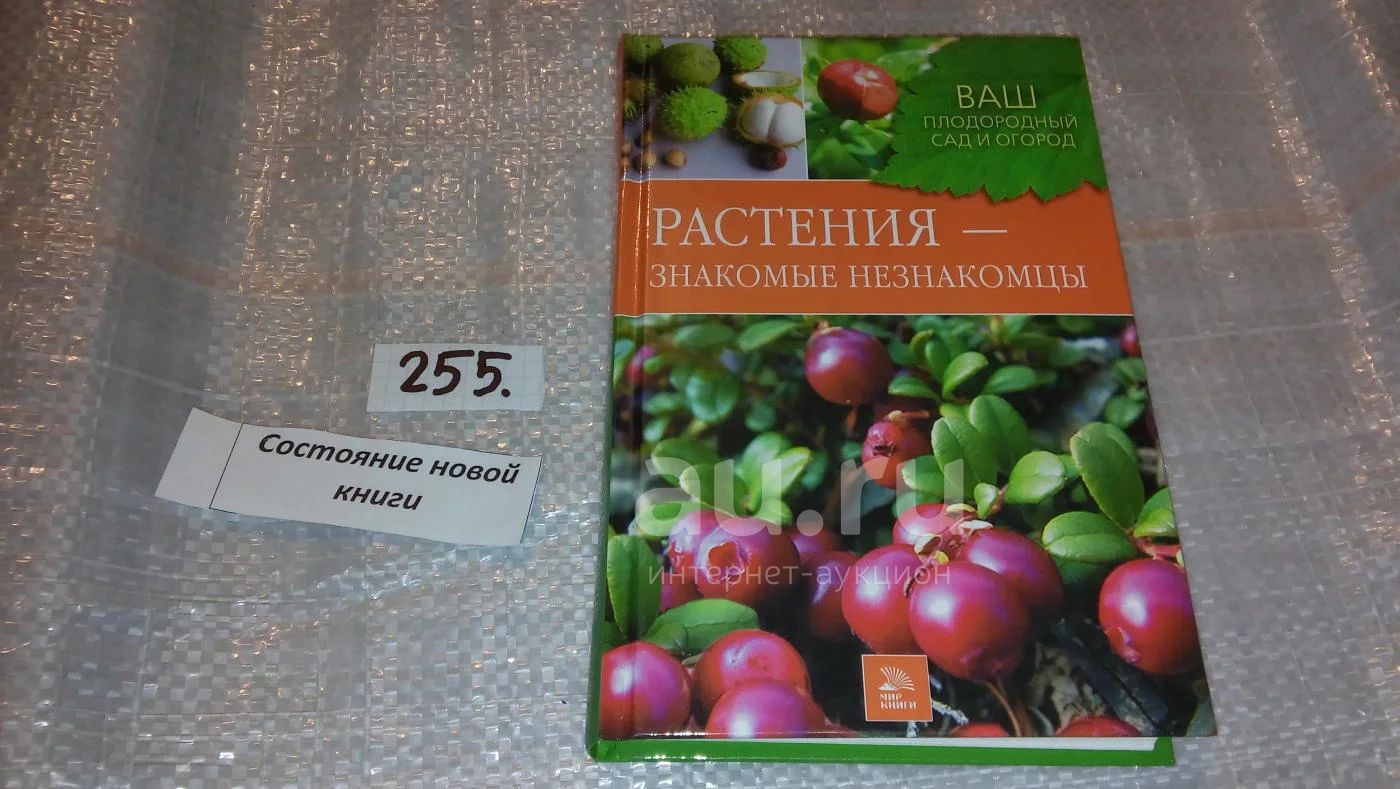 ВАШ
ПЛОДОРОДНЫЙ
САД И ОГОРОД
РАСТЕНИЯ —
ЗНАКОМЫЕ НЕЗНАКОМЦЫ
255.
Состояние новой
книги
au.ru
интернет-аукцион
МИР
КНИГИ